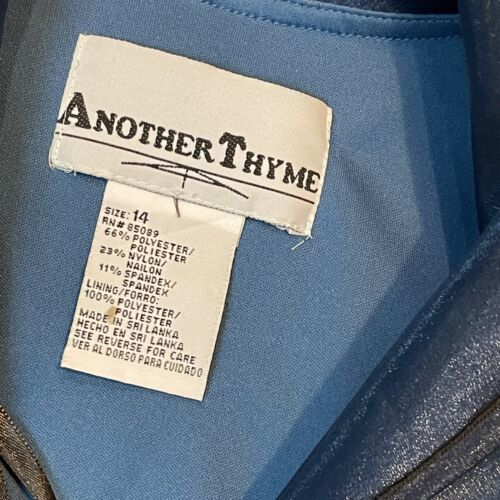 ANOTHER THYME
SIZE: 14
RN# 85089
66% POLYESTER/
POLIESTER
23% NYLON/
NAILON
11% SPANDEX/
SPANDEX
LINING/FORRO:
100% POLYESTER/
POLIESTER
MADE IN SRI LANKA
HECHO EN SRI LANKA
SEE REVERSE FOR CARE
VER AL DORSO PARA CUIDADO